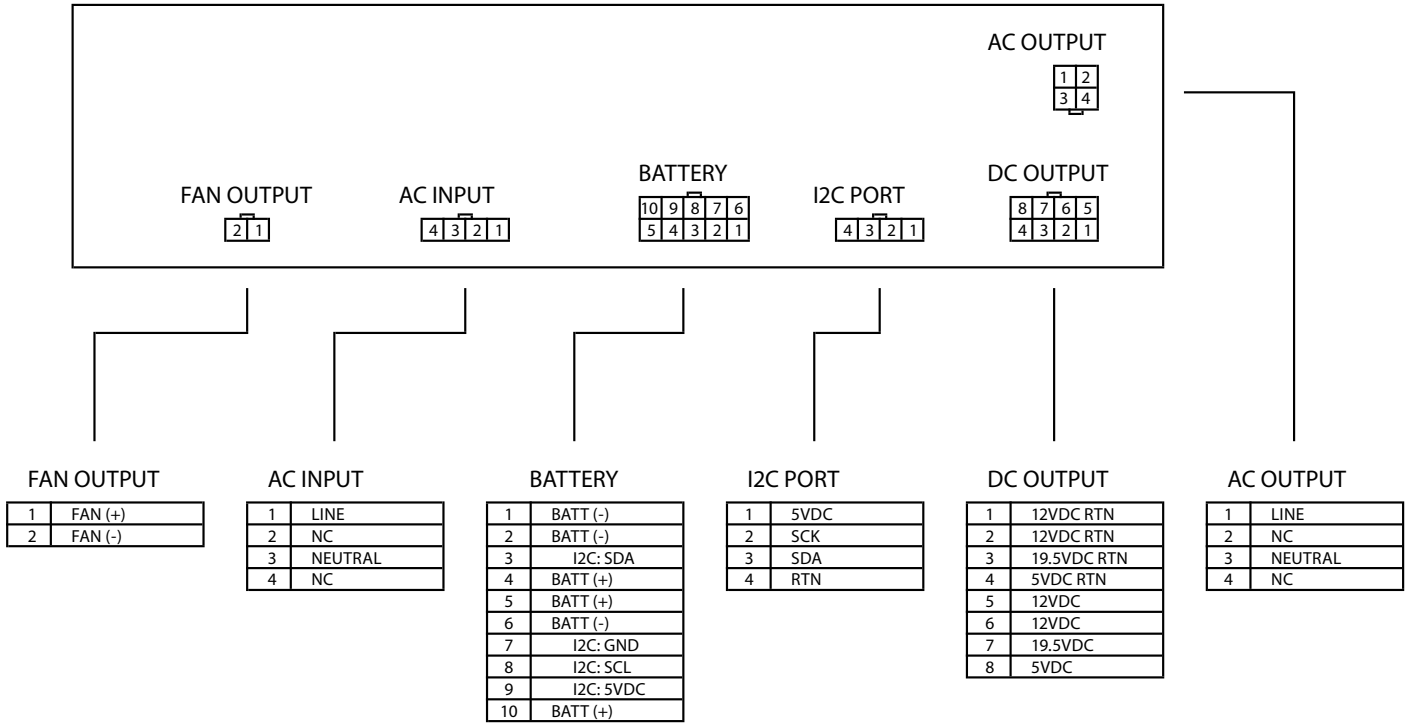 AC OUTPUT
1 2
3 4
BATTERY
DC OUTPUT
FAN OUTPUT
AC INPUT
I2C PORT
10 9 8 7 6
8 7 6 5
2 1
4 3 2 1
5 4 3 2 1
4 3 2 1
4 3 2 1
FAN OUTPUT
1 FAN (+)
2 FAN (-)
AC INPUT
1 LINE
2 NC
3 NEUTRAL
4 NC
BATTERY
1 BATT (-)
2 BATT (-)
3 I2C: SDA
4 BATT (+)
5 BATT (+)
6 BATT (-)
7 I2C: GND
8 I2C: SCL
9 I2C: 5VDC
10 BATT (+)
I2C PORT
1 5VDC
2 SCK
3 SDA
4 RTN
DC OUTPUT
1 12VDC RTN
2 12VDC RTN
3 19.5VDC RTN
4 5VDC RTN
5 12VDC
6 12VDC
7 19.5VDC
8 5VDC
AC OUTPUT
1 LINE
2 NC
3 NEUTRAL
4 NC